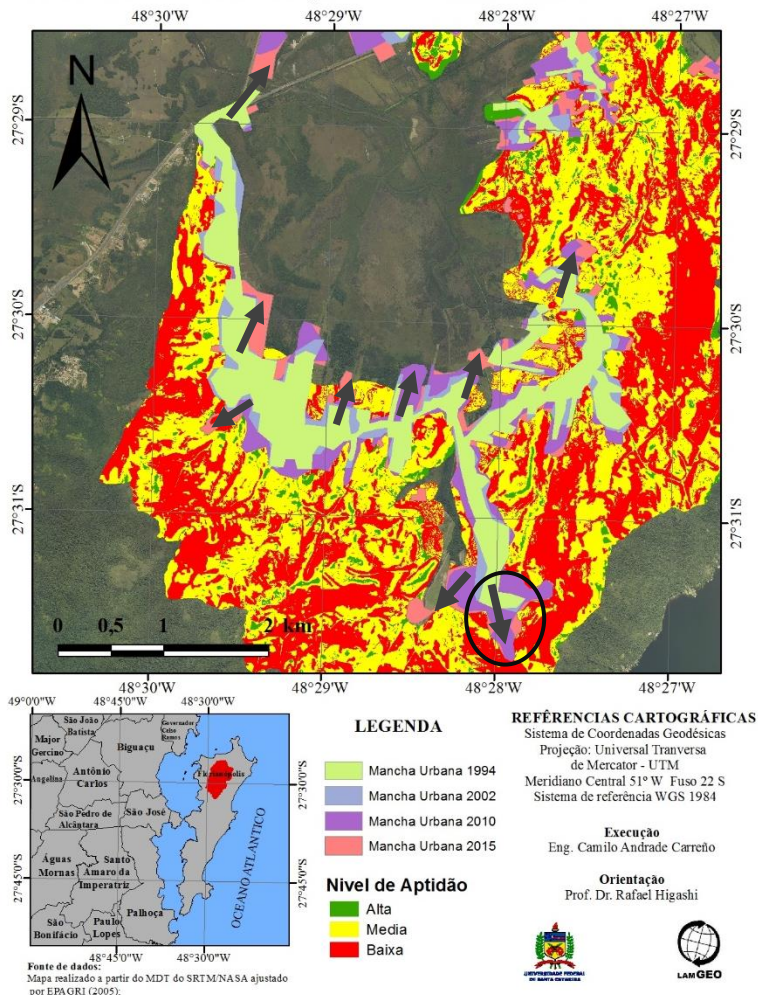 48°30'W 48°29'W 48°28'W 48°27'W
N
27°29'S
27°30'S
27°31'S
27°29'S
27°30'S
27°31'S
0 0,5 1 2 km
48°30'W 48°29'W 48°28'W 48°27'W
49°0'0"W 48°45'0"W 48°30'0"W
27°30'0"S
27°45'0"S
48°45'0"W 48°30'0"W
São João
Batista
Major
Gercino
Governador
Celso
Ramos
Biguaçu
Angelina
Antônio
Carlos
Florianopolis
São Pedro de
Alcântara
São José
Águas
Mornas
Santo
Amaro da
Imperatriz
Palhoça
São
Bonifácio
Paulo
Lopes
OCEANO ATLANTICO
Fonte de dados:
Mapa realizado a partir do MDT do SRTM/NASA ajustado
por EPAGRI (2005);
LEGENDA
Mancha Urbana 1994
Mancha Urbana 2002
Mancha Urbana 2010
Mancha Urbana 2015
Nivel de Aptidão
Alta
Media
Baixa
REFÊRENCIAS CARTOGRÁFICAS
Sistema de Coordenadas Geodésicas
Projeção: Universal Tranversa
de Mercator - UTM
Meridiano Central 51° W Fuso 22 S
Sistema de referência WGS 1984
Execução
Eng. Camilo Andrade Carreño
Orientação
Prof. Dr. Rafael Higashi
UNIVERSIDADE FEDERAL
DE SANTA CATARINA
LAMGEO